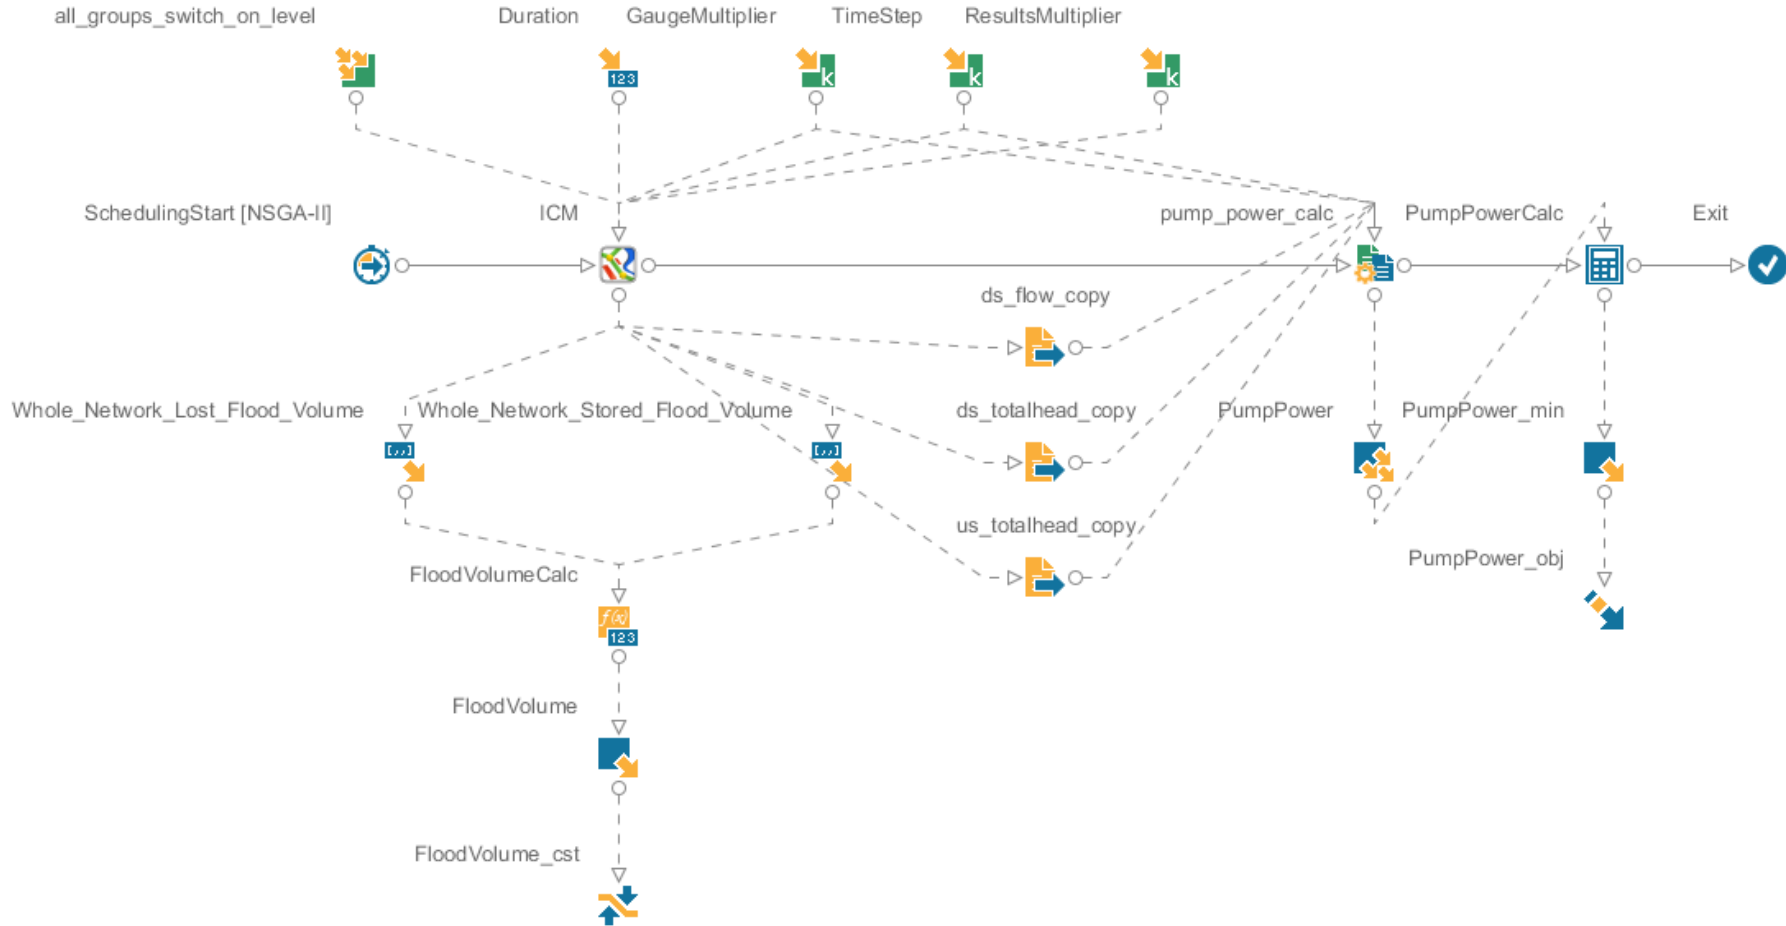 all_groups_switch_on_level
Duration
GaugeMultiplier
TimeStep
ResultsMultiplier
123
k
k
k
SchedulingStart [NSGA-II]
ICM
pump_power_calc
PumpPowerCalc
Exit
ds_flow_copy
Whole_Network_Lost_Flood_Volume
Whole_Network_Stored_Flood_Volume
ds_totalhead_copy
PumpPower
PumpPower_min
[,,]
[,,]
us_totalhead_copy
PumpPower_obj
FloodVolumeCalc
f(x)
123
FloodVolume
FloodVolume_cst